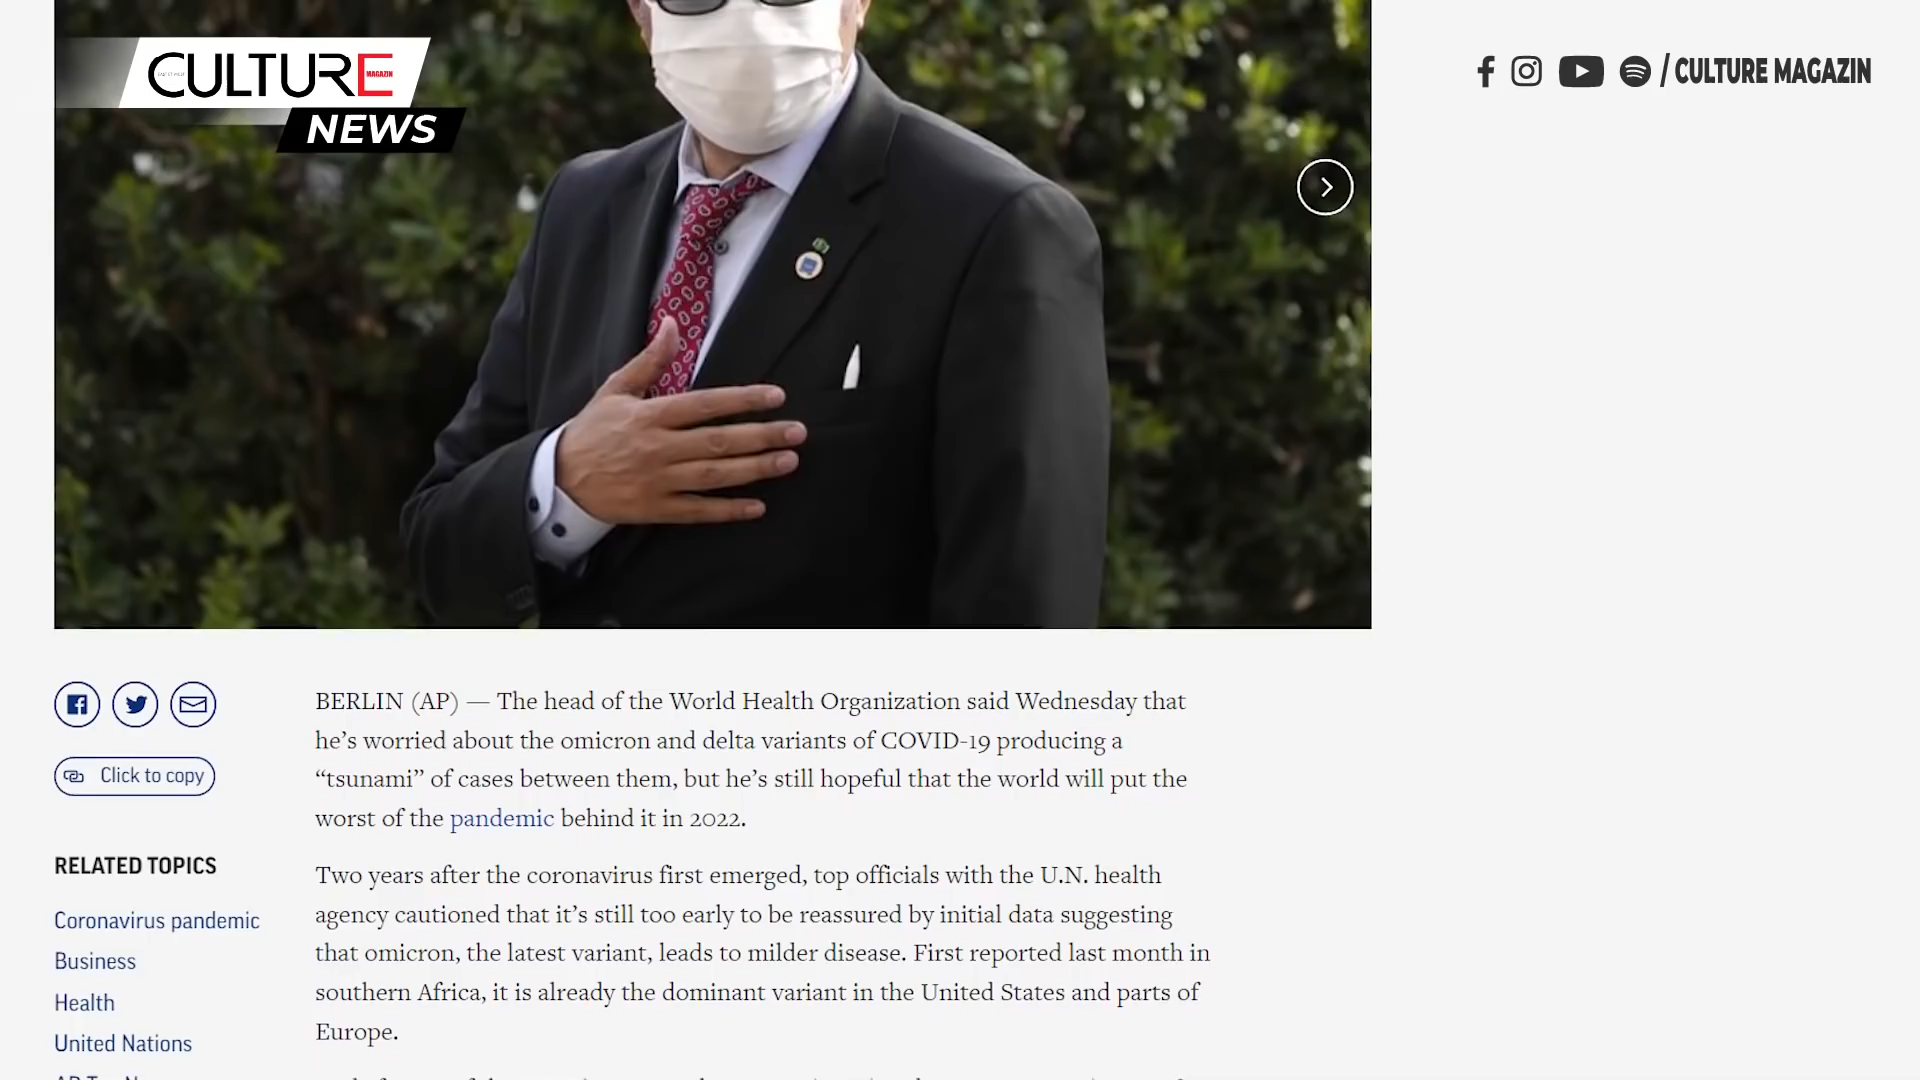 CULTURE
MAGAZIN
NEWS
/ CULTURE MAGAZIN
BERLIN (AP) — The head of the World Health Organization said Wednesday that
he’s worried about the omicron and delta variants of COVID-19 producing a
“tsunami” of cases between them, but he’s still hopeful that the world will put the
worst of the pandemic behind it in 2022.
Click to copy
Two years after the coronavirus first emerged, top officials with the U.N. health
agency cautioned that it’s still too early to be reassured by initial data suggesting
that omicron, the latest variant, leads to milder disease. First reported last month in
southern Africa, it is already the dominant variant in the United States and parts of
Europe.
RELATED TOPICS
Coronavirus pandemic
Business
Health
United Nations